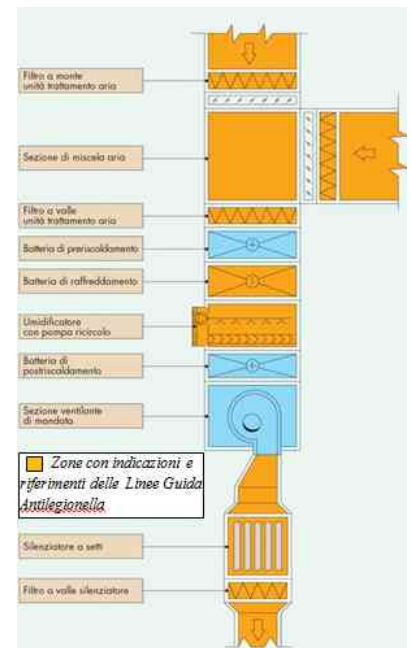 Filtro a monte
unità trattamento aria
Sezione di miscela aria
Filtro a valle
unità trattamento aria
Batteria di preriscaldamento
Batteria di raffreddamento
Umidificatore
con pompa ricircolo
Batteria di
postriscaldamento
Sezione ventilante
di mandata
Zone con indicazioni e
riferimenti delle Linee Guida
Antilegionella
Silenziatore a setti
Filtro a valle silenziatore